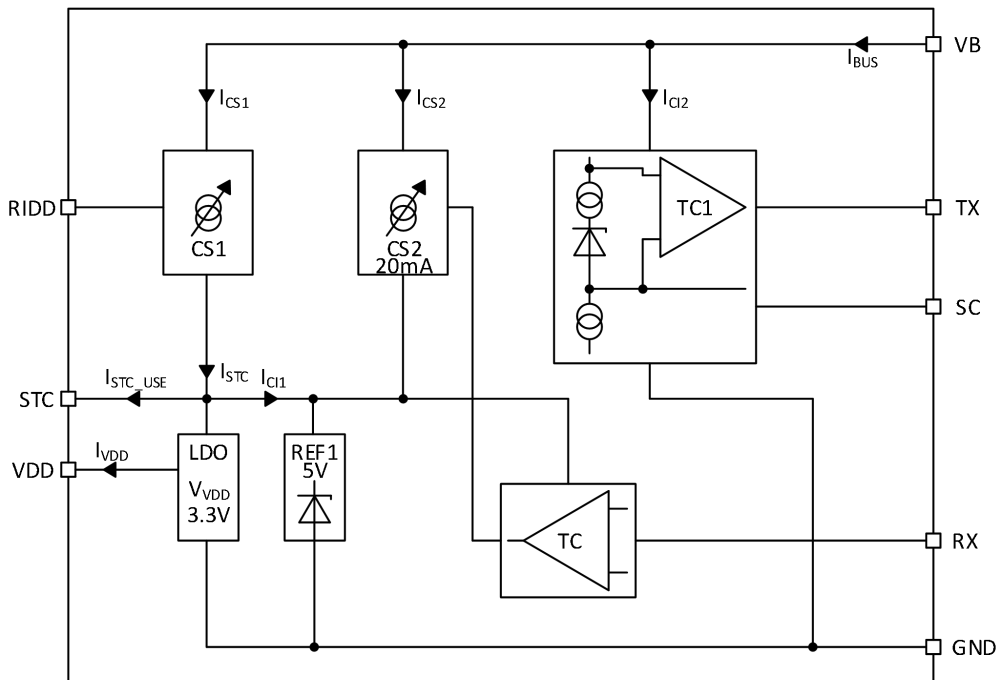 VB
IBUS
ICS1
ICS2
ICI2
RIDD
CS1
CS2
20mA
TC1
TX
SC
ISTC_USE
ISTC
ICI1
STC
VDD
IVDD
LDO
VVDD
3.3V
REF1
5V
TC
RX
GND